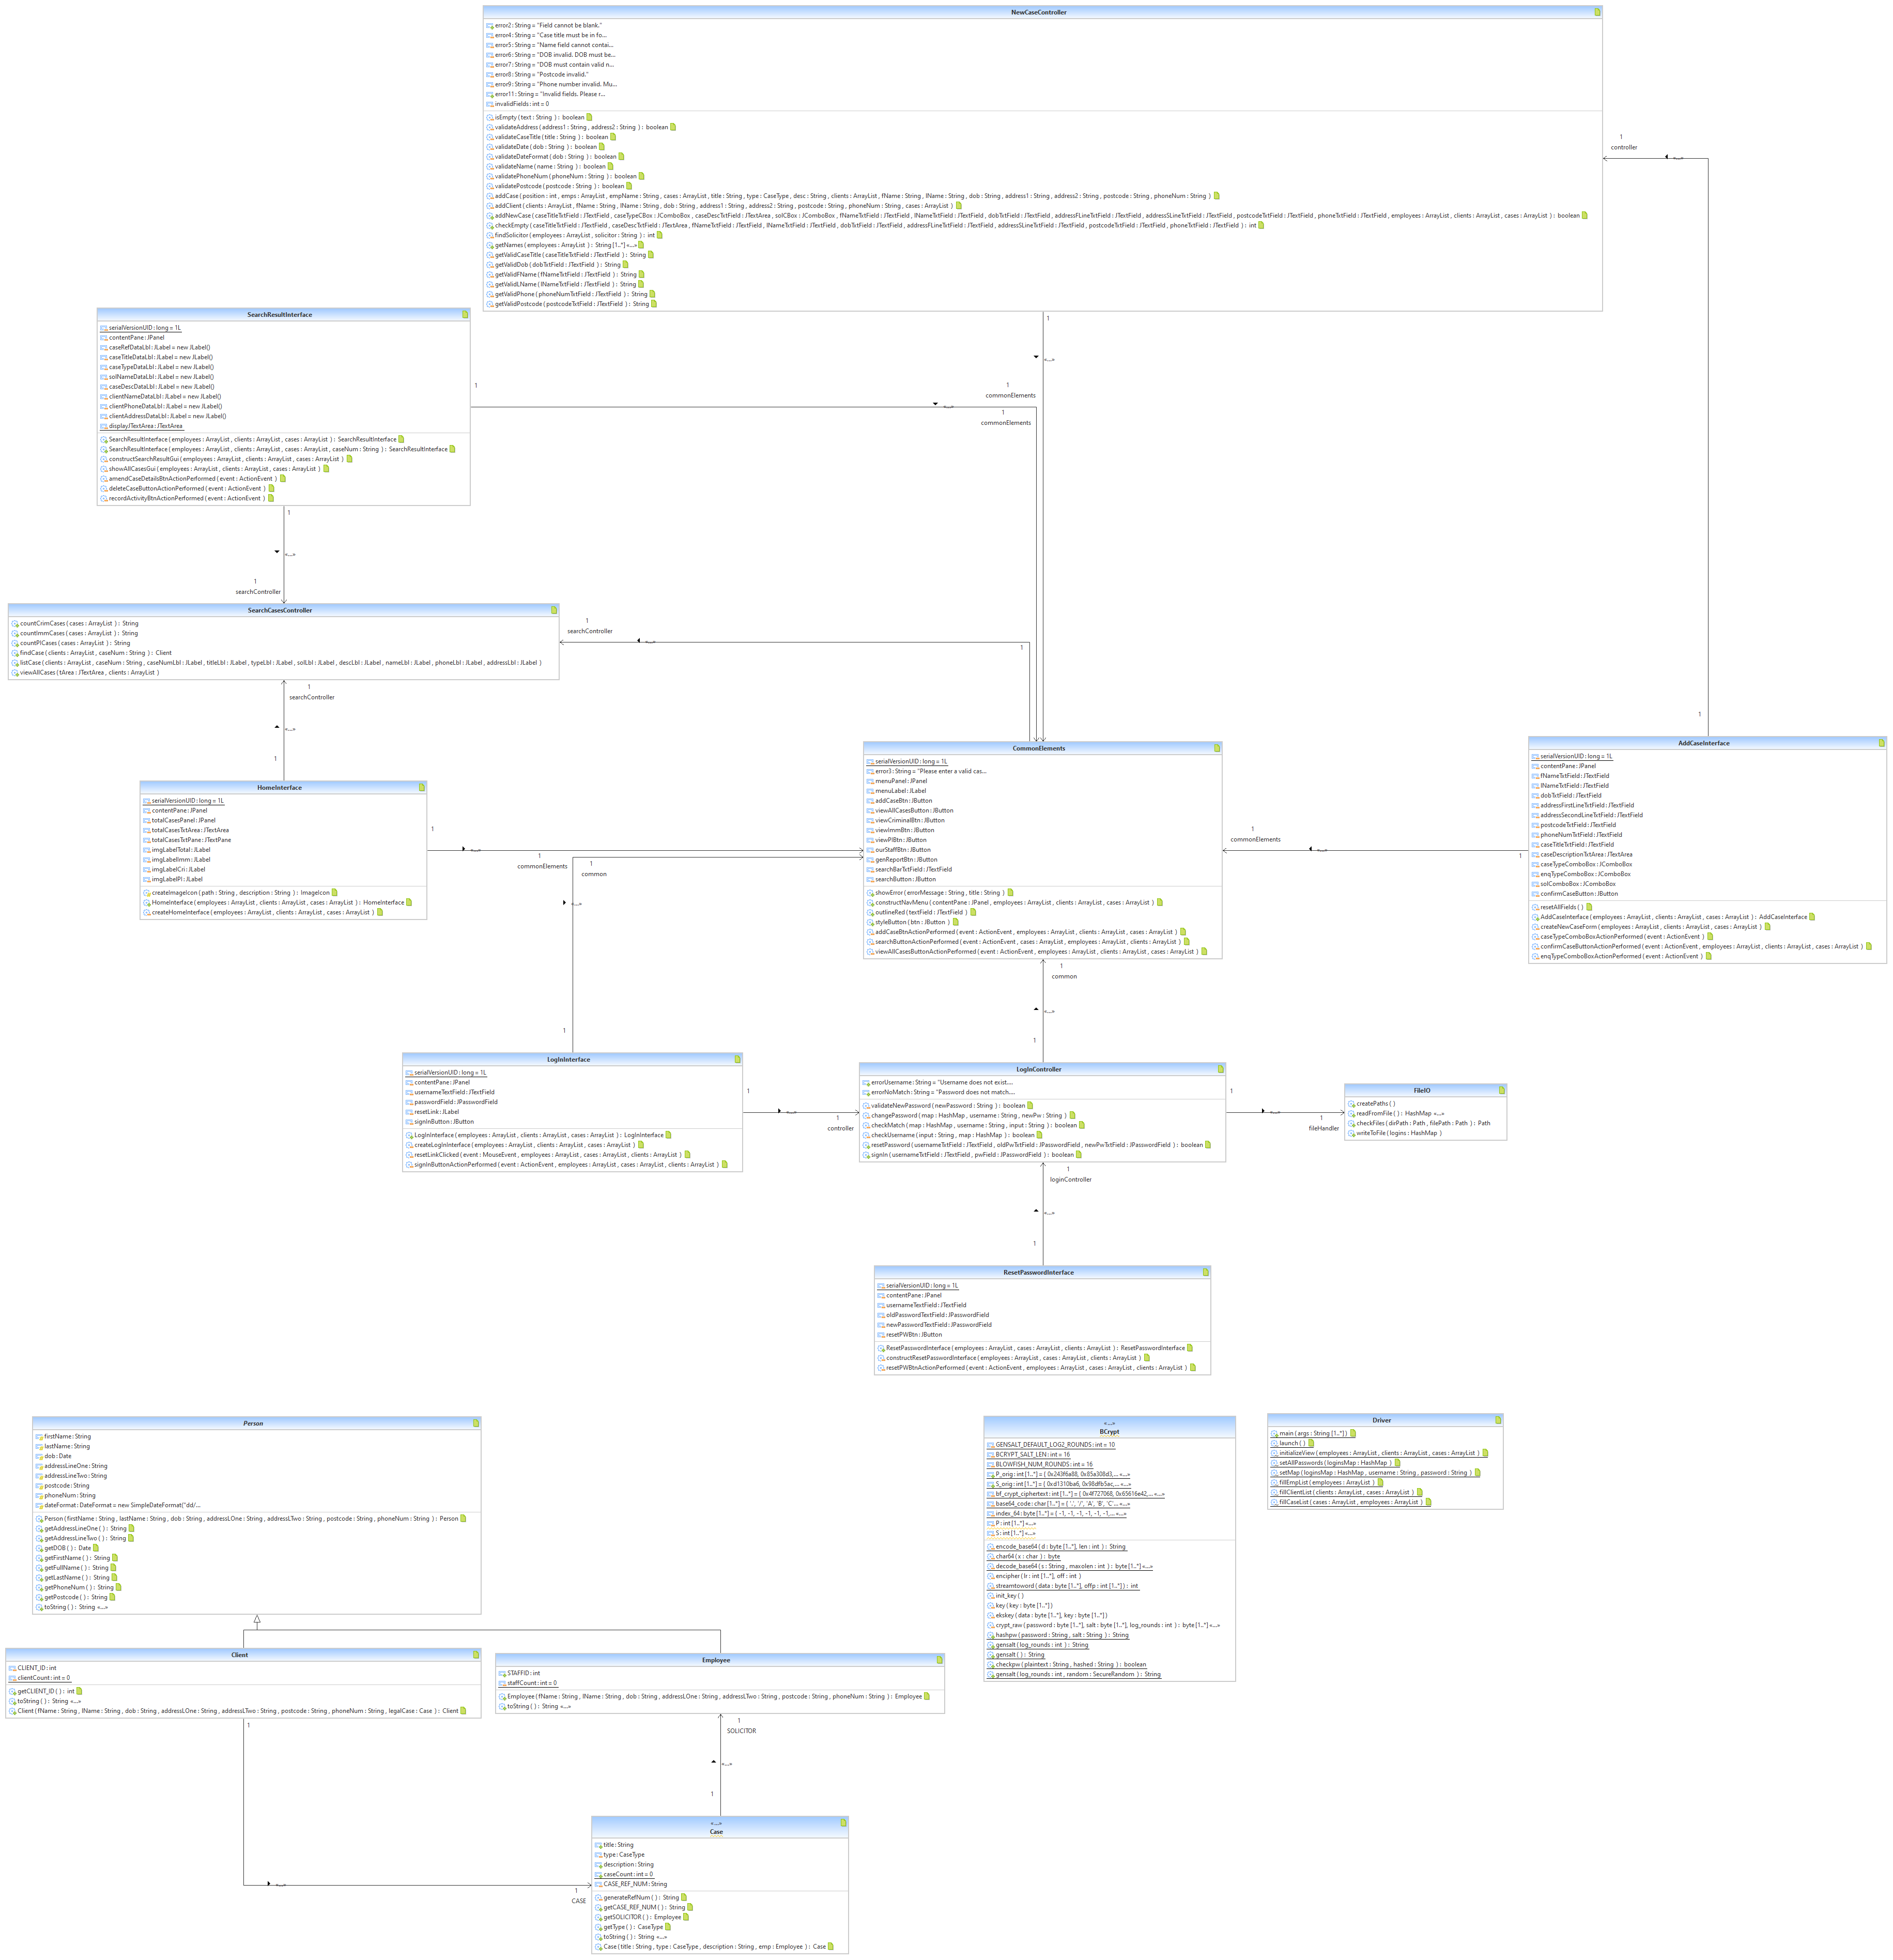 NewCaseController
error2 : String = "Field cannot be blank."
error4 : String = "Case title must be in fo...
error5 : String = "Name field cannot contai...
error6 : String = "DOB invalid. DOB must be...
error7 : String = "DOB must contain valid n...
error8 : String = "Postcode invalid."
error9 : String = "Phone number invalid. Mu...
error11 : String = "Invalid fields. Please r...
invalidFields : int = 0
isEmpty ( text : String ) : boolean
validateAddress ( address1 : String , address2 : String ) : boolean
validateCaseTitle ( title : String ) : boolean
validateDate ( dob : String ) : boolean
validateDateFormat ( dob : String ) : boolean
validateName ( name : String ) : boolean
validatePhoneNum ( phoneNum : String ) : boolean
validatePostcode ( postcode : String ) : boolean
addCase ( position : int , emps : ArrayList , empName : String , cases : ArrayList , title : String , type : CaseType , desc : String , clients : ArrayList , fName : String , lName : String , dob : String , address1 : String , address2 : String , postcode : String , phoneNum : String )
addClient ( clients : ArrayList , fName : String , lName : String , dob : String , address1 : String , address2 : String , postcode : String , phoneNum : String , cases : ArrayList )
addNewCase ( caseTitleTxtField : JTextField , caseTypeCBox : JComboBox , caseDescTxtField : JTextArea , solCBox : JComboBox , fNameTxtField : JTextField , lNameTxtField : JTextField , dobTxtField : JTextField , addressFLineTxtField : JTextField , addressSLineTxtField : JTextField , postcodeTxtField : JTextField , phoneTxtField : JTextField , employees : ArrayList , clients : ArrayList , cases : ArrayList ) : boolean
checkEmpty ( caseTitleTxtField : JTextField , caseDescTxtField : JTextArea , fNameTxtField : JTextField , lNameTxtField : JTextField , dobTxtField : JTextField , addressFLineTxtField : JTextField , addressSLineTxtField : JTextField , postcodeTxtField : JTextField , phoneTxtField : JTextField ) : int
findSolicitor ( employees : ArrayList , solicitor : String ) : int
getNames ( employees : ArrayList ) : String [1..*] «...»
getValidCaseTitle ( caseTitleTxtField : JTextField ) : String
getValidDob ( dobTxtField : JTextField ) : String
getValidFName ( fNameTxtField : JTextField ) : String
getValidLName ( lNameTxtField : JTextField ) : String
getValidPhone ( phoneNumTxtField : JTextField ) : String
getValidPostcode ( postcodeTxtField : JTextField ) : String
1
controller
«...»
1
SearchResultInterface
serialVersionUID : long = 1L
contentPane : JPanel
caseRefDataLbl : JLabel = new JLabel()
caseTitleDataLbl : JLabel = new JLabel()
caseTypeDataLbl : JLabel = new JLabel()
solNameDataLbl : JLabel = new JLabel()
caseDescDataLbl : JLabel = new JLabel()
clientNameDataLbl : JLabel = new JLabel()
clientPhoneDataLbl : JLabel = new JLabel()
clientAddressDataLbl : JLabel = new JLabel()
displayJTextArea : JTextArea
SearchResultInterface ( employees : ArrayList , clients : ArrayList , cases : ArrayList ) : SearchResultInterface
SearchResultInterface ( employees : ArrayList , clients : ArrayList , cases : ArrayList , caseNum : String ) : SearchResultInterface
constructSearchResultGui ( employees : ArrayList , clients : ArrayList , cases : ArrayList )
showAllCasesGui ( employees : ArrayList , clients : ArrayList , cases : ArrayList )
amendCaseDetailsBtnActionPerformed ( event : ActionEvent )
deleteCaseButtonActionPerformed ( event : ActionEvent )
recordActivityBtnActionPerformed ( event : ActionEvent )
«...»
1
1
commonElements
«...»
1
commonElements
1
«...»
1
searchController
SearchCasesController
countCrimCases ( cases : ArrayList ) : String
countImmCases ( cases : ArrayList ) : String
countPICases ( cases : ArrayList ) : String
findCase ( clients : ArrayList , caseNum : String ) : Client
listCase ( clients : ArrayList , caseNum : String , caseNumLbl : JLabel , titleLbl : JLabel , typeLbl : JLabel , solLbl : JLabel , descLbl : JLabel , nameLbl : JLabel , phoneLbl : JLabel , addressLbl : JLabel )
viewAllCases ( tArea : JTextArea , clients : ArrayList )
1
searchController
«...»
1
1
searchController
«...»
1
HomeInterface
serialVersionUID : long = 1L
contentPane : JPanel
totalCasesPanel : JPanel
totalCasesTxtArea : JTextArea
totalCasesTxtPane : JTextPane
imgLabelTotal : JLabel
imgLabelImm : JLabel
imgLabelCri : JLabel
imgLabelPI : JLabel
createImageIcon ( path : String , description : String ) : ImageIcon
HomeInterface ( employees : ArrayList , clients : ArrayList , cases : ArrayList ) : HomeInterface
createHomeInterface ( employees : ArrayList , clients : ArrayList , cases : ArrayList )
1
«...»
1
commonElements
1
common
«...»
1
CommonElements
serialVersionUID : long = 1L
error3 : String = "Please enter a valid cas...
menuPanel : JPanel
menuLabel : JLabel
addCaseBtn : JButton
viewAllCasesButton : JButton
viewCriminalBtn : JButton
viewImmBtn : JButton
viewPIBtn : JButton
ourStaffBtn : JButton
genReportBtn : JButton
searchBarTxtField : JTextField
searchButton : JButton
showError ( errorMessage : String , title : String )
constructNavMenu ( contentPane : JPanel , employees : ArrayList , clients : ArrayList , cases : ArrayList )
outlineRed ( textField : JTextField )
styleButton ( btn : JButton )
addCaseBtnActionPerformed ( event : ActionEvent , employees : ArrayList , clients : ArrayList , cases : ArrayList )
searchButtonActionPerformed ( event : ActionEvent , cases : ArrayList , employees : ArrayList , clients : ArrayList )
viewAllCasesButtonActionPerformed ( event : ActionEvent , employees : ArrayList , clients : ArrayList , cases : ArrayList )
1
commonElements
«...»
1
AddCaseInterface
serialVersionUID : long = 1L
contentPane : JPanel
fNameTxtField : JTextField
lNameTxtField : JTextField
dobTxtField : JTextField
addressFirstLineTxtField : JTextField
addressSecondLineTxtField : JTextField
postcodeTxtField : JTextField
phoneNumTxtField : JTextField
caseTitleTxtField : JTextField
caseDescriptionTxtArea : JTextArea
caseTypeComboBox : JComboBox
enqTypeComboBox : JComboBox
solComboBox : JComboBox
confirmCaseButton : JButton
resetAllFields ( )
AddCaseInterface ( employees : ArrayList , clients : ArrayList , cases : ArrayList ) : AddCaseInterface
createNewCaseForm ( employees : ArrayList , clients : ArrayList , cases : ArrayList )
caseTypeComboBoxActionPerformed ( event : ActionEvent )
confirmCaseButtonActionPerformed ( event : ActionEvent , employees : ArrayList , clients : ArrayList , cases : ArrayList )
enqTypeComboBoxActionPerformed ( event : ActionEvent )
1
common
«...»
1
LogInInterface
serialVersionUID : long = 1L
contentPane : JPanel
usernameTextField : JTextField
passwordField : JPasswordField
resetLink : JLabel
signInButton : JButton
LogInInterface ( employees : ArrayList , clients : ArrayList , cases : ArrayList ) : LogInInterface
createLogInInterface ( employees : ArrayList , clients : ArrayList , cases : ArrayList )
resetLinkClicked ( event : MouseEvent , employees : ArrayList , cases : ArrayList , clients : ArrayList )
signInButtonActionPerformed ( event : ActionEvent , employees : ArrayList , cases : ArrayList , clients : ArrayList )
1
«...»
1
controller
LogInController
errorUsername : String = "Username does not exist....
errorNoMatch : String = "Password does not match....
validateNewPassword ( newPassword : String ) : boolean
changePassword ( map : HashMap , username : String , newPw : String )
checkMatch ( map : HashMap , username : String , input : String ) : boolean
checkUsername ( input : String , map : HashMap ) : boolean
resetPassword ( usernameTxtField : JTextField , oldPwTxtField : JPasswordField , newPwTxtField : JPasswordField ) : boolean
signIn ( usernameTxtField : JTextField , pwField : JPasswordField ) : boolean
1
«...»
1
fileHandler
FileIO
createPaths ( )
readFromFile ( ) : HashMap «...»
checkFiles ( dirPath : Path , filePath : Path ) : Path
writeToFile ( logins : HashMap )
1
loginController
«...»
1
ResetPasswordInterface
serialVersionUID : long = 1L
contentPane : JPanel
usernameTextField : JTextField
oldPasswordTextField : JPasswordField
newPasswordTextField : JPasswordField
resetPWBtn : JButton
ResetPasswordInterface ( employees : ArrayList , cases : ArrayList , clients : ArrayList ) : ResetPasswordInterface
constructResetPasswordInterface ( employees : ArrayList , cases : ArrayList , clients : ArrayList )
resetPWBtnActionPerformed ( event : ActionEvent , employees : ArrayList , cases : ArrayList , clients : ArrayList )
Person
firstName : String
lastName : String
dob : Date
addressLineOne : String
addressLineTwo : String
postcode : String
phoneNum : String
dateFormat : DateFormat = new SimpleDateFormat("dd/...
Person ( firstName : String , lastName : String , dob : String , addressLOne : String , addressLTwo : String , postcode : String , phoneNum : String ) : Person
getAddressLineOne ( ) : String
getAddressLineTwo ( ) : String
getDOB ( ) : Date
getFirstName ( ) : String
getFullName ( ) : String
getLastName ( ) : String
getPhoneNum ( ) : String
getPostcode ( ) : String
toString ( ) : String «...»
«...»
BCrypt
GENSALT_DEFAULT_LOG2_ROUNDS : int = 10
BCRYPT_SALT_LEN : int = 16
BLOWFISH_NUM_ROUNDS : int = 16
P_orig : int [1..*] = { 0x243f6a88, 0x85a308d3,... «...»
S_orig : int [1..*] = { 0xd1310ba6, 0x98dfb5ac,... «...»
bf_crypt_ciphertext : int [1..*] = { 0x4f727068, 0x65616e42,... «...»
base64_code : char [1..*] = { '.', '/', 'A', 'B', 'C'... «...»
index_64 : byte [1..*] = { -1, -1, -1, -1, -1,... «...»
P : int [1..*] «...»
S : int [1..*] «...»
encode_base64 ( d : byte [1..*], len : int ) : String
char64 ( x : char ) : byte
decode_base64 ( s : String , maxolen : int ) : byte [1..*] «...»
encipher ( lr : int [1..*], off : int )
streamtoword ( data : byte [1..*], offp : int [1..*] ) : int
init_key ( )
key ( key : byte [1..*] )
ekskey ( data : byte [1..*], key : byte [1..*] )
crypt_raw ( password : byte [1..*], salt : byte [1..*], log_rounds : int ) : byte [1..*] «...»
hashpw ( password : String , salt : String ) : String
gensalt ( log_rounds : int ) : String
gensalt ( ) : String
checkpw ( plaintext : String , hashed : String ) : boolean
gensalt ( log_rounds : int , random : SecureRandom ) : String
Driver
main ( args : String [1..*] )
launch ( )
initializeView ( employees : ArrayList , clients : ArrayList , cases : ArrayList )
setAllPasswords ( loginsMap : HashMap )
setMap ( loginsMap : HashMap , username : String , password : String )
fillEmpList ( employees : ArrayList )
fillClientList ( clients : ArrayList , cases : ArrayList )
fillCaseList ( cases : ArrayList , employees : ArrayList )
Client
CLIENT_ID : int
clientCount : int = 0
getCLIENT_ID ( ) : int
toString ( ) : String «...»
Client ( fName : String , lName : String , dob : String , addressLOne : String , addressLTwo : String , postcode : String , phoneNum : String , legalCase : Case ) : Client
Employee
STAFFID : int
staffCount : int = 0
Employee ( fName : String , lName : String , dob : String , addressLOne : String , addressLTwo : String , postcode : String , phoneNum : String ) : Employee
toString ( ) : String «...»
1
1
SOLICITOR
«...»
1
«...»
Case
title : String
type : CaseType
description : String
caseCount : int = 0
CASE_REF_NUM : String
generateRefNum ( ) : String
getCASE_REF_NUM ( ) : String
getSOLICITOR ( ) : Employee
getType ( ) : CaseType
toString ( ) : String «...»
Case ( title : String , type : CaseType , description : String , emp : Employee ) : Case
«...»
1
CASE